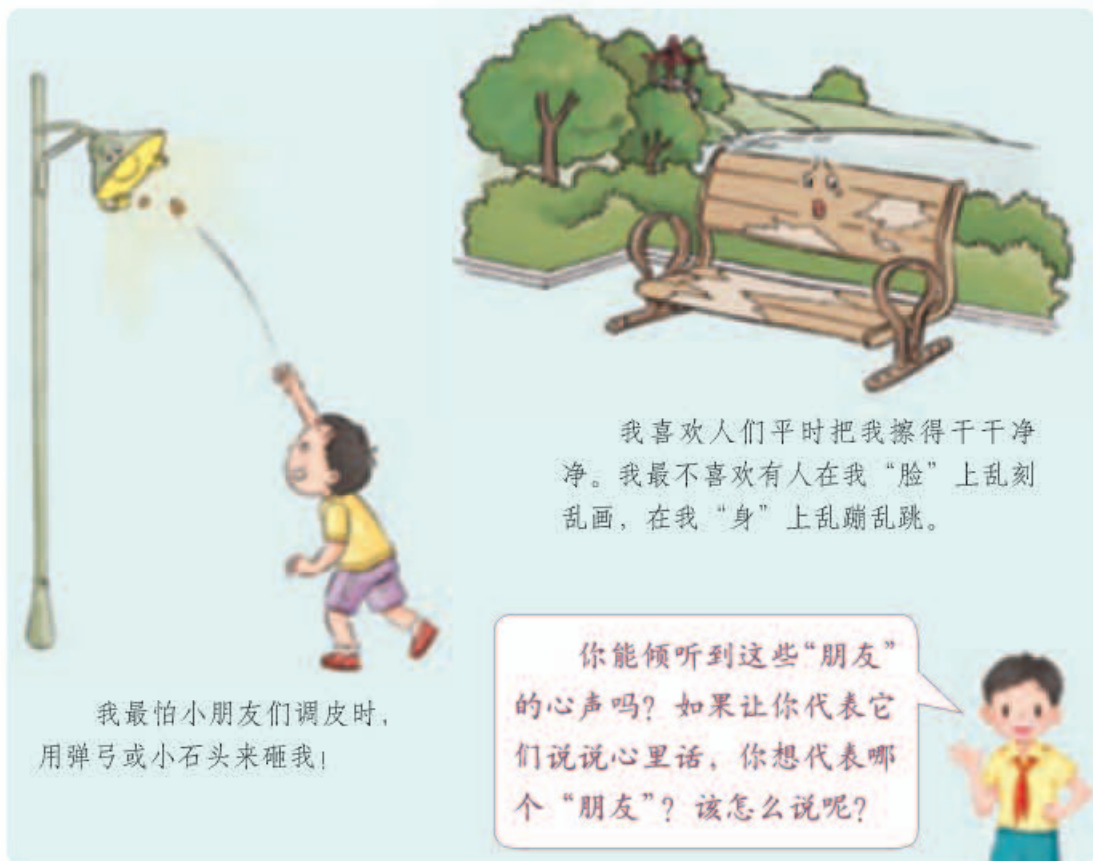 我喜欢人们平时把我擦得干干净
净。我最不喜欢有人在我“脸”上乱刻
乱画，在我“身”上乱蹦乱跳。
我最怕小朋友们调皮时，
用弹弓或小石头来砸我！
你能倾听到这些“朋友”
的心声吗？如果让你代表它
们说说心里话，你想代表哪
个“朋友”？该怎么说呢？